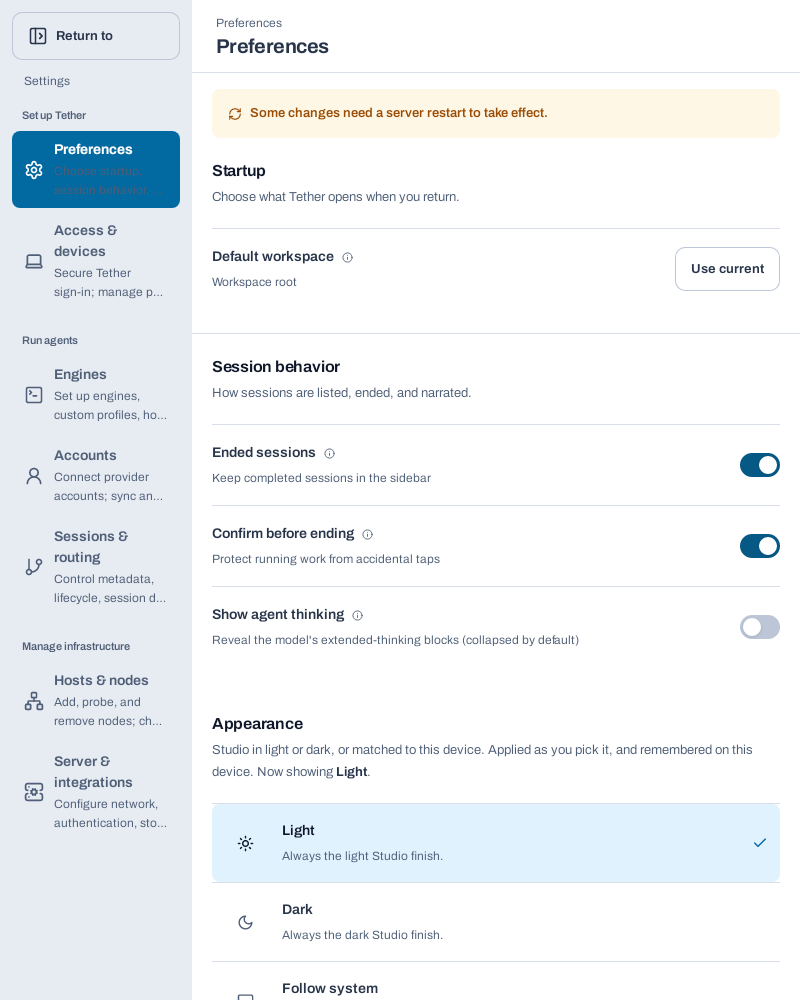 Return to
Settings
Set up Tether
Preferences
Choose startup,
session behavior,
Access &
devices
Secure Tether
sign-in; manage p...
Run agents
Engines
Set up engines,
custom profiles, ho...
Accounts
Connect provider
accounts; sync an...
Sessions &
routing
Control metadata,
lifecycle, session d...
Manage infrastructure
Hosts & nodes
Add, probe, and
remove nodes; ch...
Server &
integrations
Configure network,
authentication, sto...
Preferences
Preferences
Some changes need a server restart to take effect.
Startup
Choose what Tether opens when you return.
Default workspace
Workspace root
Use current
Session behavior
How sessions are listed, ended, and narrated.
Ended sessions
Keep completed sessions in the sidebar
Confirm before ending
Protect running work from accidental taps
Show agent thinking
Reveal the model's extended-thinking blocks (collapsed by default)
Appearance
Studio in light or dark, or matched to this device. Applied as you pick it, and remembered on this
device. Now showing Light.
Light
Always the light Studio finish.
Dark
Always the dark Studio finish.
Follow system